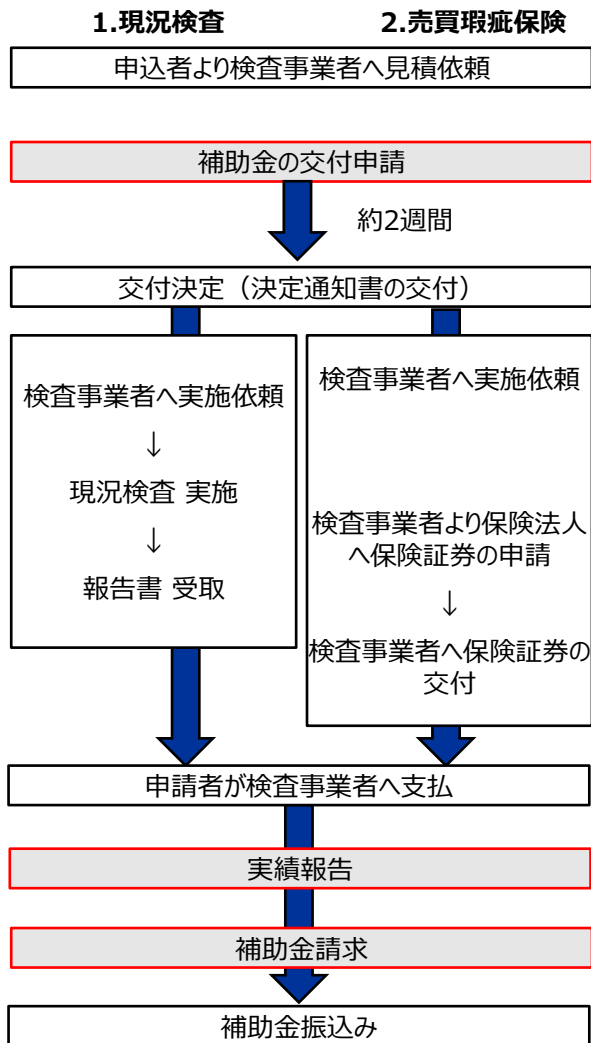 1.現況検査
2.売買瑕疵保険
申込者より検査事業者へ見積依頼
補助金の交付申請
約2週間
交付決定（決定通知書の交付）
検査事業者へ実施依頼
↓
現況検査 実施
↓
報告書 受取
検査事業者へ実施依頼
検査事業者より保険法人
へ保険証券の申請
↓
検査事業者へ保険証券の
交付
申請者が検査事業者へ支払
実績報告
補助金請求
補助金振込み